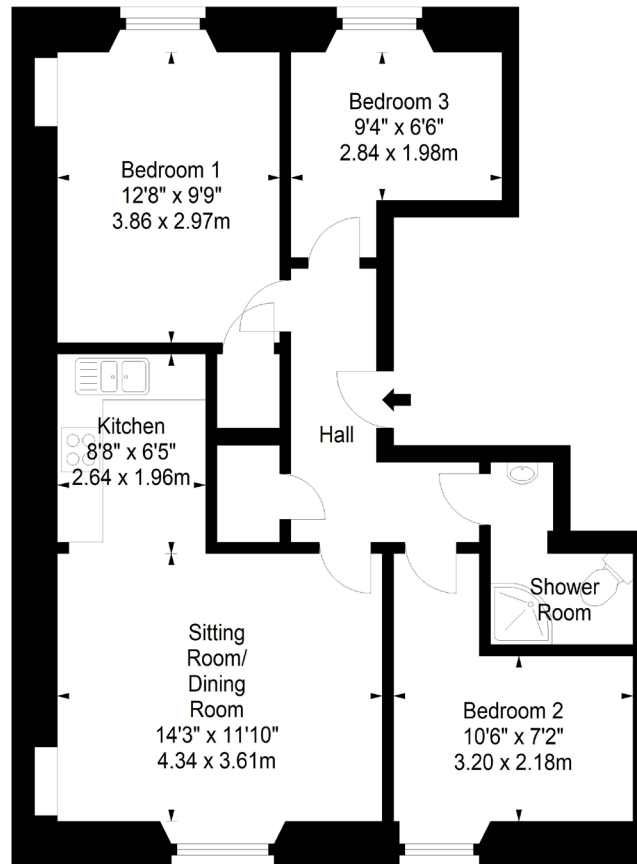 Bedroom 1
12'8" x 9'9"
3.86 x 2.97m
Bedroom 3
9'4" x 6'6"
2.84 x 1.98m
Kitchen
8'8" x 6'5"
2.64 x 1.96m
Hall
Sitting
Room/
Dining
Room
14'3" x 11'10"
4.34 x 3.61m
Shower
Room
Bedroom 2
10'6" x 7'2"
3.20 x 2.18m